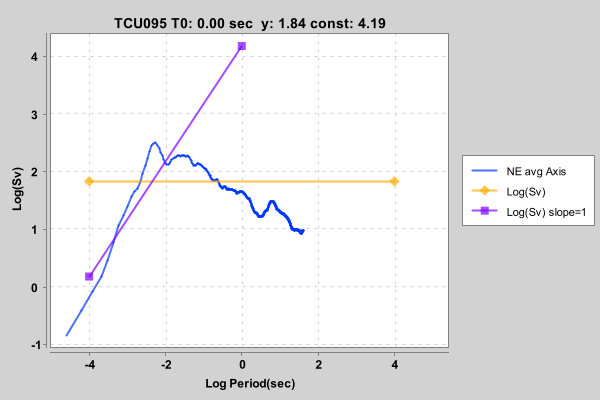 TCU095 T0: 0.00 sec  y: 1.84 const: 4.19
4
3
2
1
0
-1
Log(Sv)
-4 -2 0 2 4
Log Period(sec)
NE avg Axis
Log(Sv)
Log(Sv) slope=1